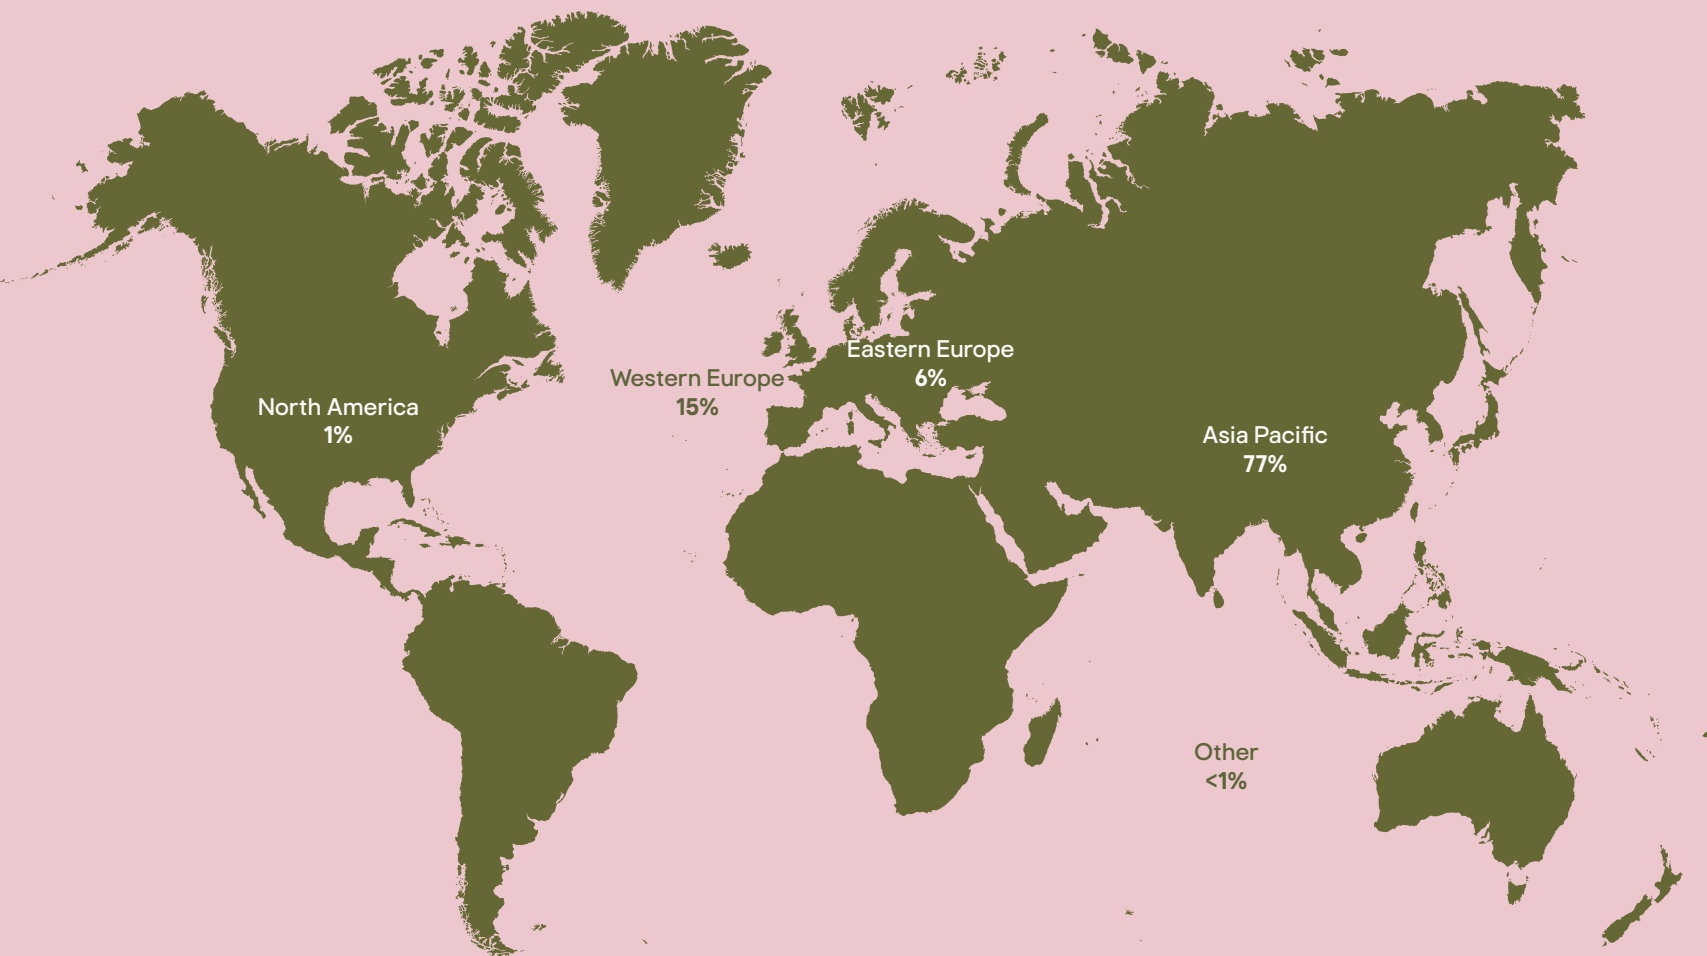 Eastern Europe
6%
Western Europe
15%
North America
1%
Asia Pacific
77%
Other
<1%